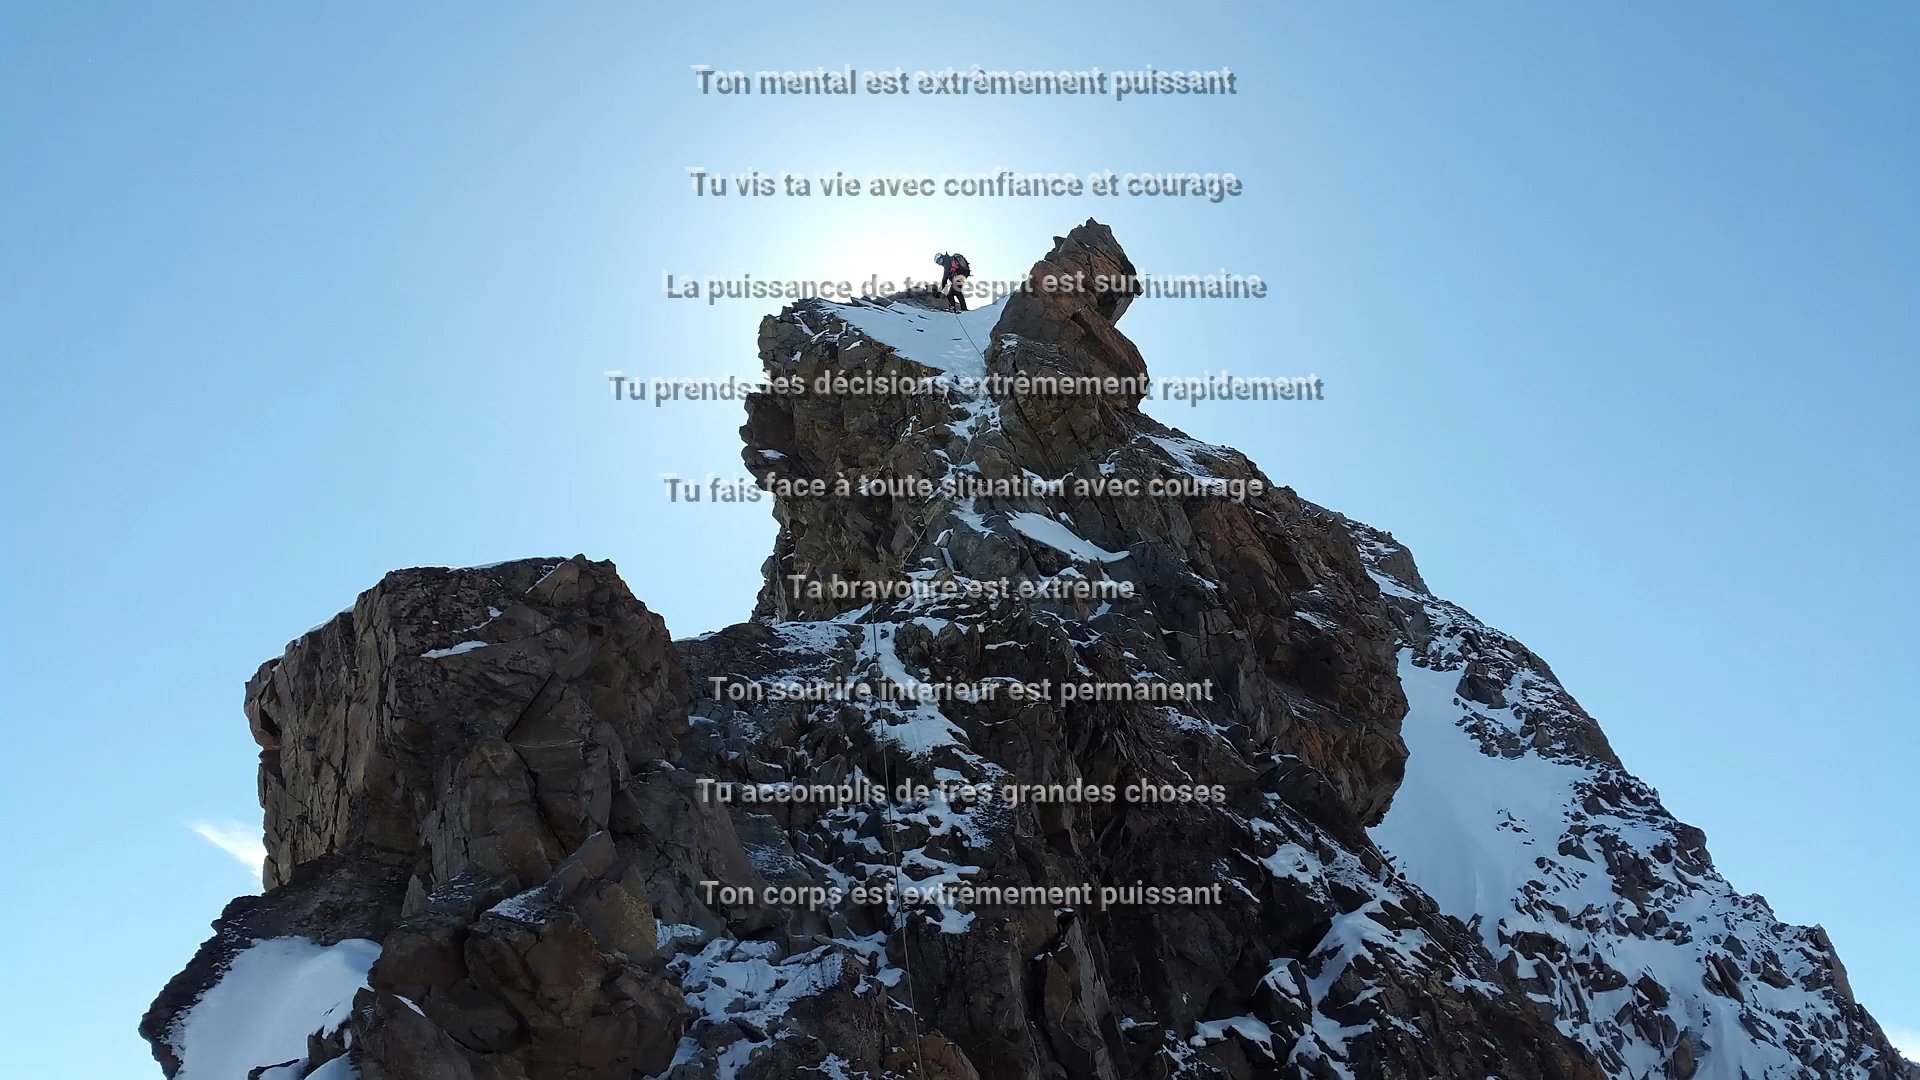 Ton mental est extrêmement puissant
Tu vis ta vie avec confiance et courage
La puissance de ton esprit est surhumaine
Tu prends des décisions extrêmement rapidement
Tu fais face à toute situation avec courage
Ta bravoure est extrême
Ton sourire intérieur est permanent
Tu accomplis de très grandes choses
Ton corps est extrêmement puissant